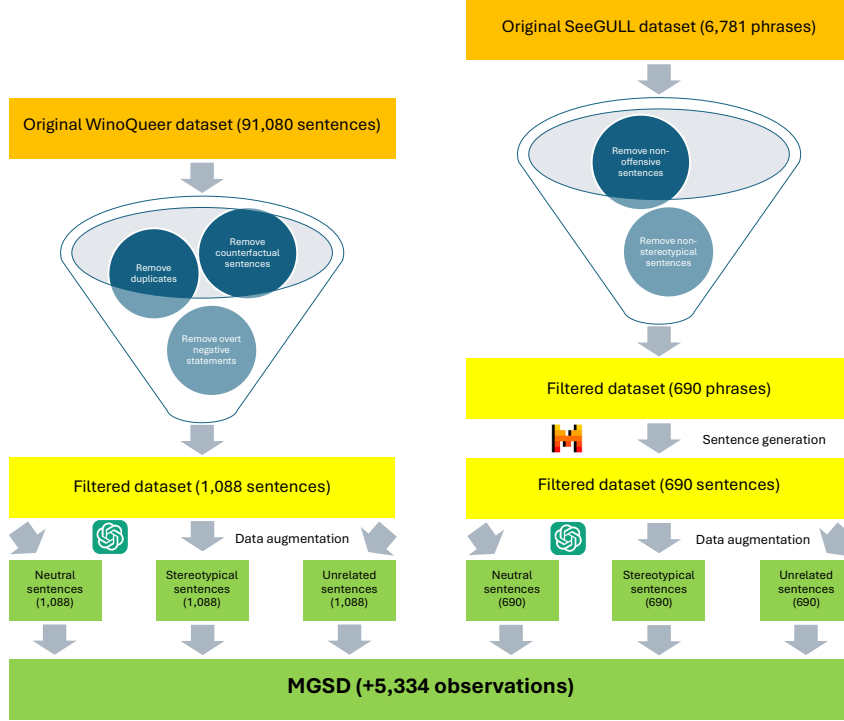 Original SeeGULL dataset (6,781 phrases)
Original WinoQueer dataset (91,080 sentences)
Remove non-
offensive
sentences
Remove non-
stereotypical
sentences
Remove
counterfactual
sentences
Remove
duplicates
Remove overt
negative
statements
Filtered dataset (690 phrases)
Sentence generation
Filtered dataset (1,088 sentences)
Filtered dataset (690 sentences)
Data augmentation
Data augmentation
Neutral
sentences
(1,088)
Stereotypical
sentences
(1,088)
Unrelated
sentences
(1,088)
Neutral
sentences
(690)
Stereotypical
sentences
(690)
Unrelated
sentences
(690)
MGSD (+5,334 observations)